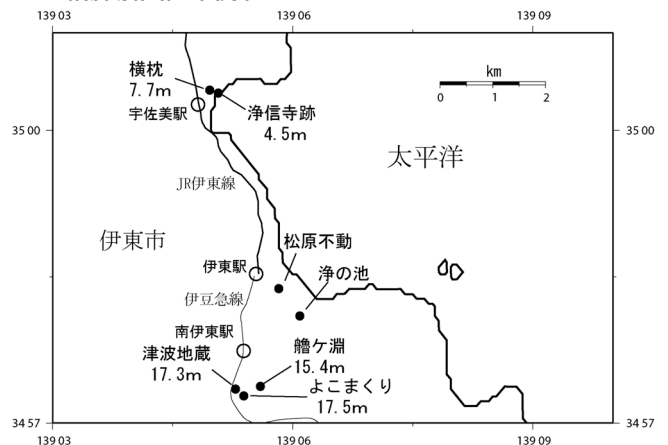 139 03
139 06
139 09
横枕
7.7m
宇佐美駅
浄信寺跡
4.5m
km
0 1 2
35 00
35 00
太平洋
JR伊東線
伊東市
松原不動
伊東駅
浄の池
伊豆急線
南伊東駅
艪ケ淵
15.4m
津波地蔵
17.3m
よこまくり
17.5m
34 57
34 57
139 03
139 06
139 09